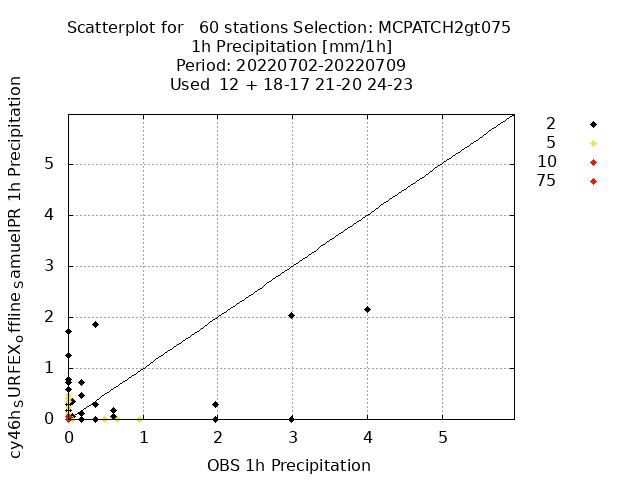 Scatterplot for   60 stations Selection: MCPATCH2gt075
1h Precipitation [mm/1h]
Period: 20220702-20220709
Used  12 + 18-17 21-20 24-23
2
5
10
75
cy46h_SURFEX_offline_samuelPR 1h Precipitation
5
4
3
2
1
0
0 1 2 3 4 5
OBS 1h Precipitation